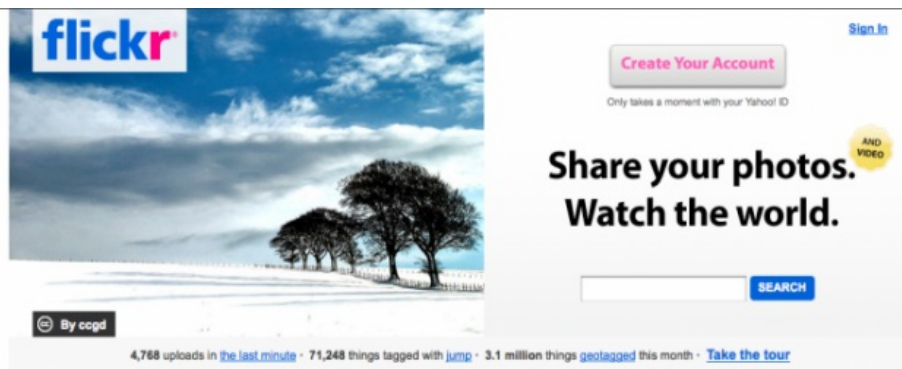 flickr
Sign In
Create Your Account
Only takes a moment with your Yahoo! ID
AND
VIDEO
Share your photos.
Watch the world.
SEARCH
cc By ccgd
4,768 uploads in the last minute · 71,248 things tagged with jump · 3.1 million things geotagged this month · Take the tour